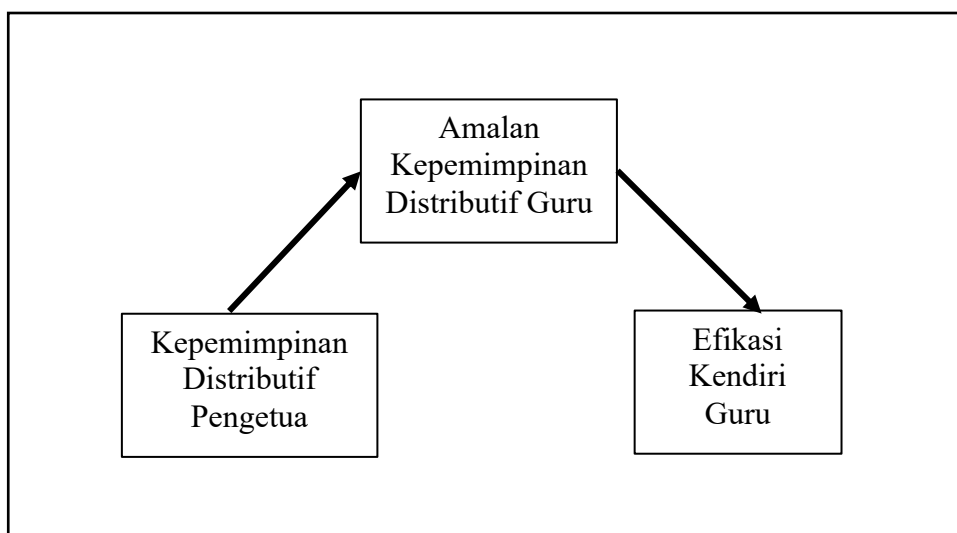 Amalan
Kepemimpinan
Distributif Guru
Kepemimpinan
Distributif
Pengetua
Efikasi
Kendiri
Guru